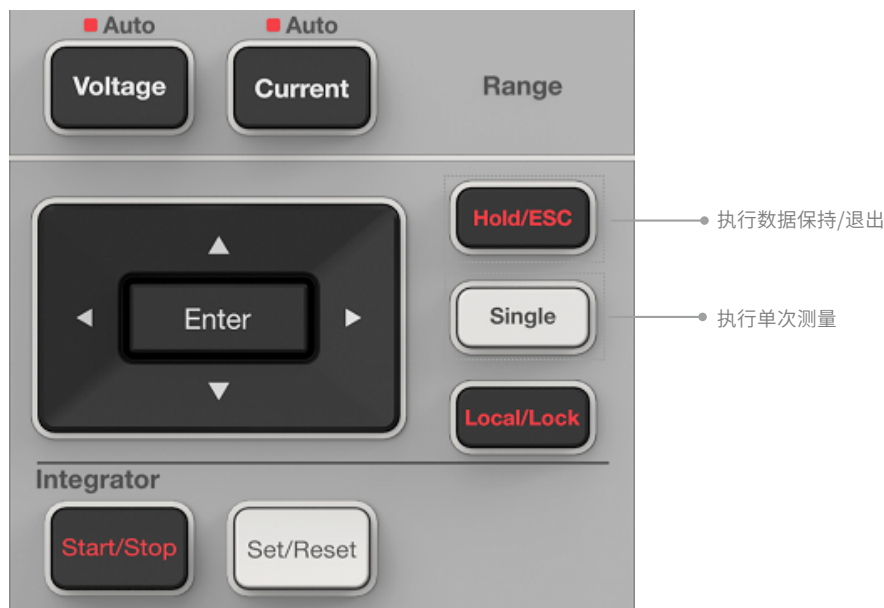 Auto
Auto
Voltage
Current
Range
Hold/ESC
执行数据保持/退出
Enter
Single
执行单次测量
Local/Lock
Integrator
Start/Stop
Set/Reset